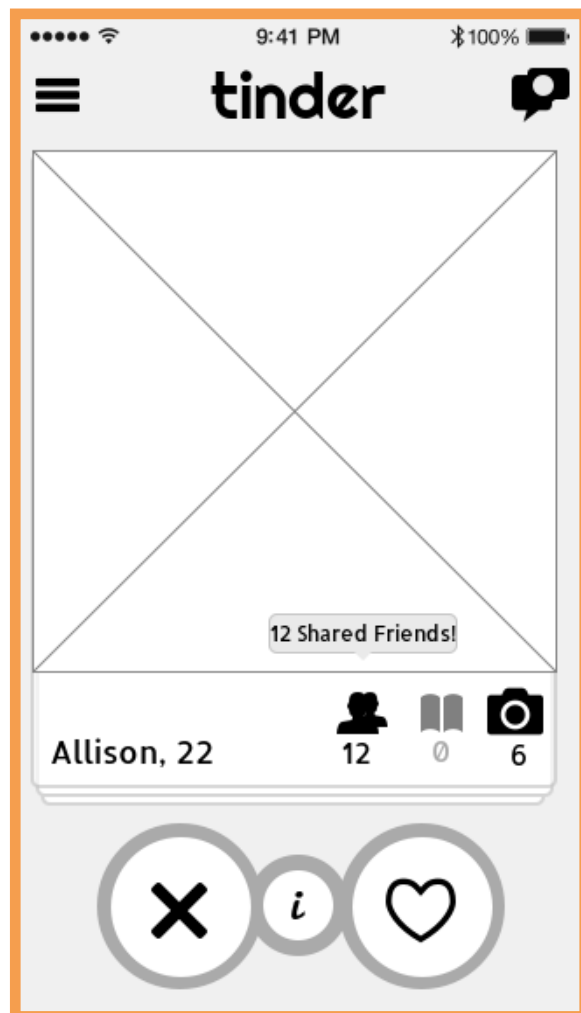 9:41 PM 100%
tinder
12 Shared Friends!
Allison, 22
12 0 6
i